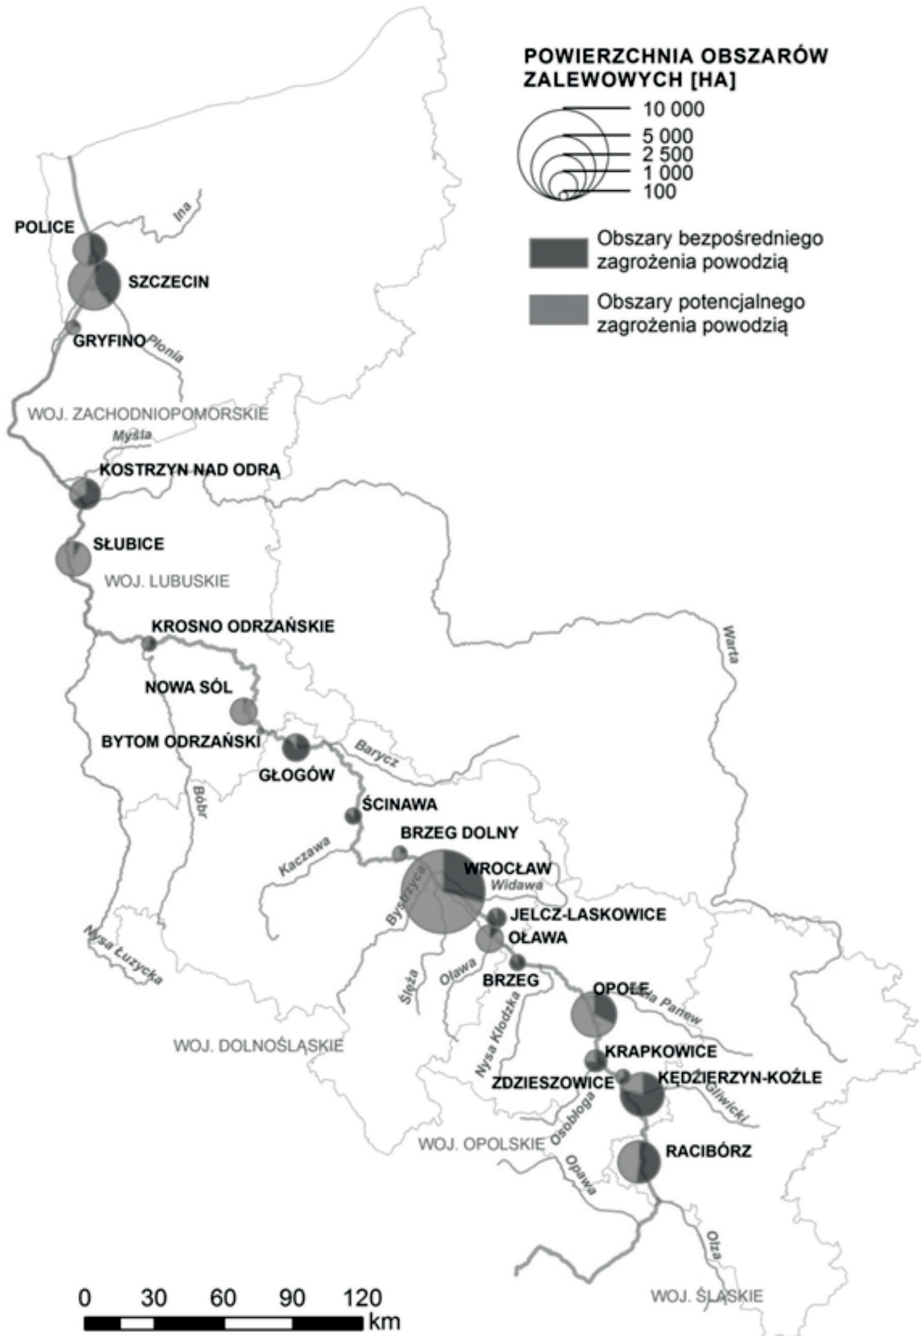 POWIERZCHNIA OBSZARÓW
ZALEWOWYCH [HA]
10 000
5 000
2 500
1 000
100
Obszary bezpośredniego
zagrożenia powodzią
Obszary potencjalnego
zagrożenia powodzią
Ina
POLICE
SZCZECIN
GRYFINO
Płonia
WOJ. ZACHODNIOPOMORSKIE
Myśla
KOSTRZYN NAD ODRĄ
SŁUBICE
WOJ. LUBUSKIE
KROSNO ODRZAŃSKIE
Warta
NOWA SÓL
BYTOM ODRZAŃSKI
Barycz
GŁOGÓW
Bóbr
ŚCINAWA
BRZEG DOLNY
Kaczawa
WROCŁAW
Widawa
Bystrzyca
JELCZ-LASKOWICE
OŁAWA
Nysa Łużycka
Ślęza
Oława
BRZEG
OPOLE
Mała Panew
Nysa Kłodzka
WOJ. DOLNOŚLĄSKIE
KRAPKOWICE
ZDZIESZOWICE
KĘDZIERZYN-KOŹLE
Gliwicki
Osobłoga
WOJ. OPOLSKIE
RACIBÓRZ
Opawa
Olza
WOJ. ŚLĄSKIE
0 30 60 90 120
km